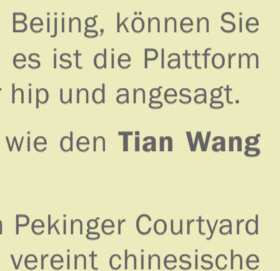 Beijing, können Sie
es ist die Plattform
hip und angesagt.
wie den Tian Wang
Pekinger Courtyard
vereint chinesische